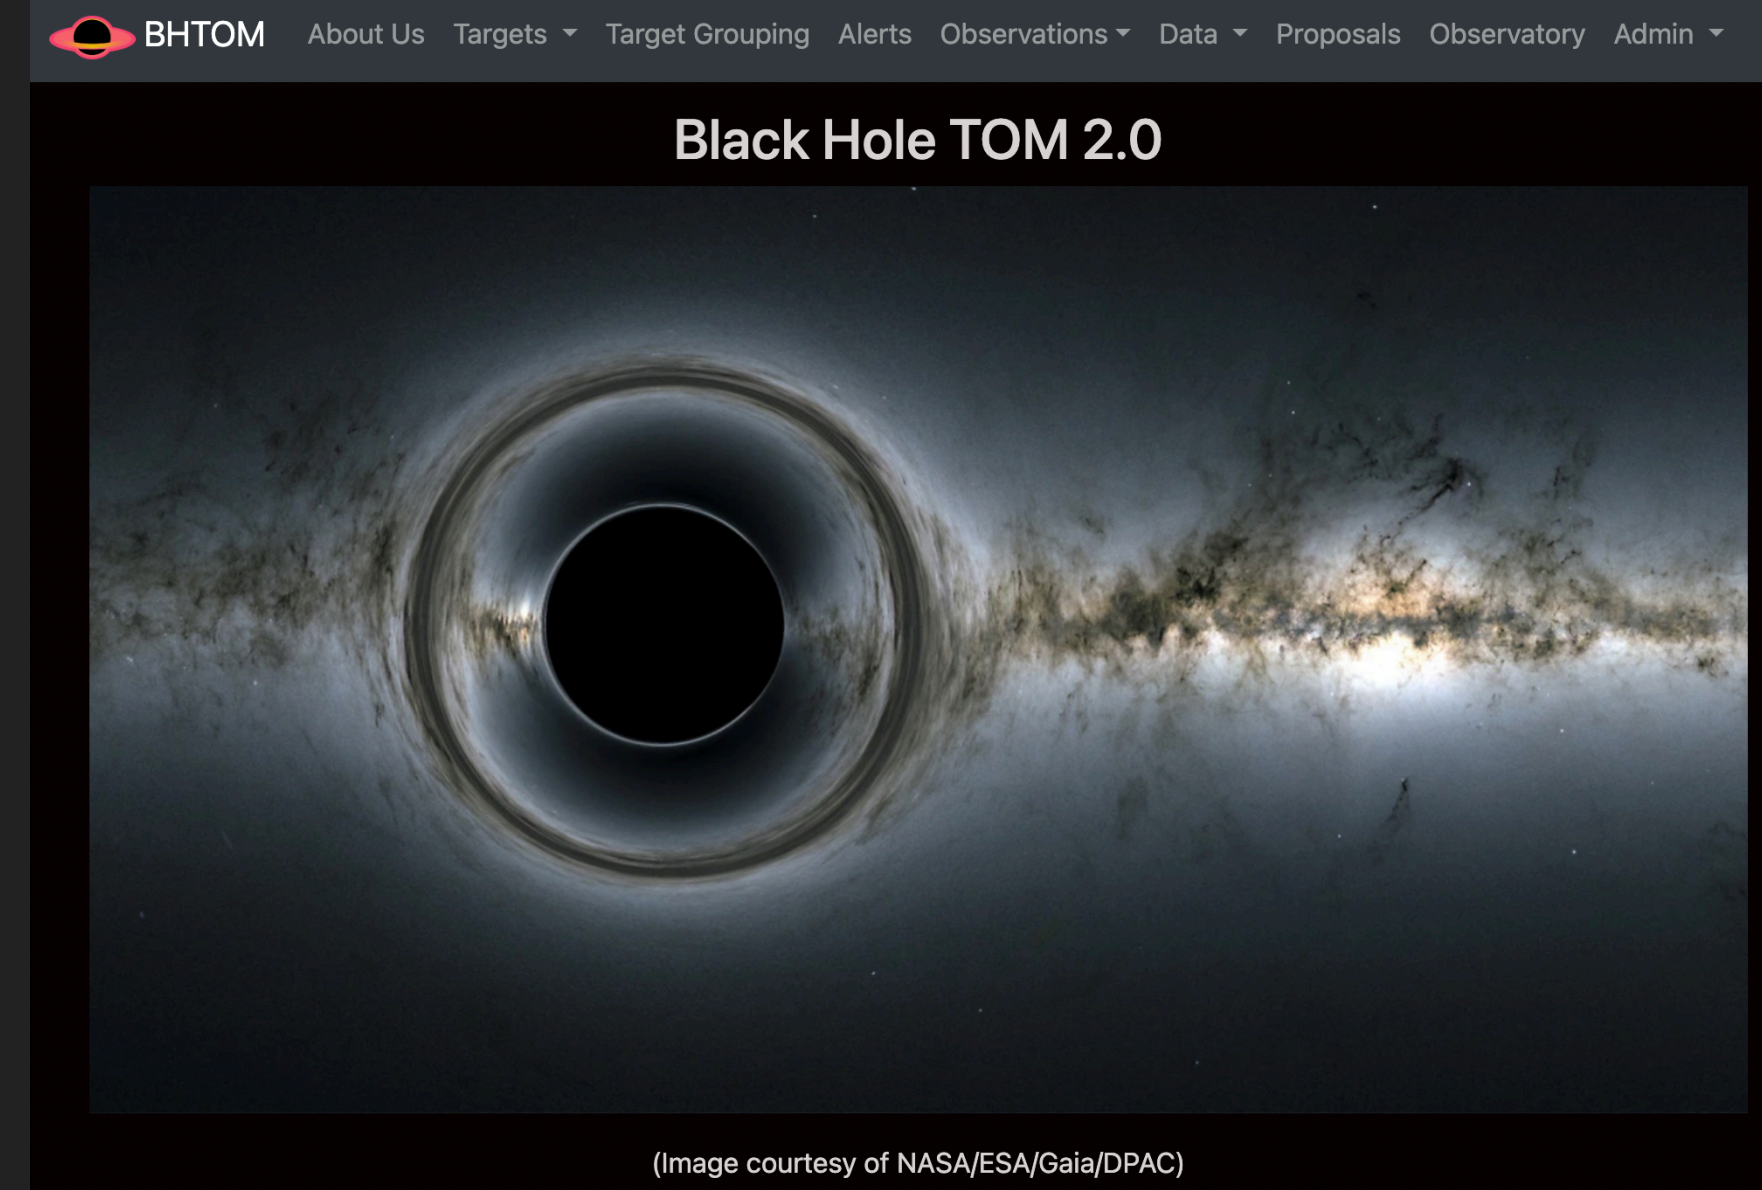 BHTOM About Us Targets Target Grouping Alerts Observations Data Proposals Observatory Admin
Black Hole TOM 2.0
(Image courtesy of NASA/ESA/Gaia/DPAC)